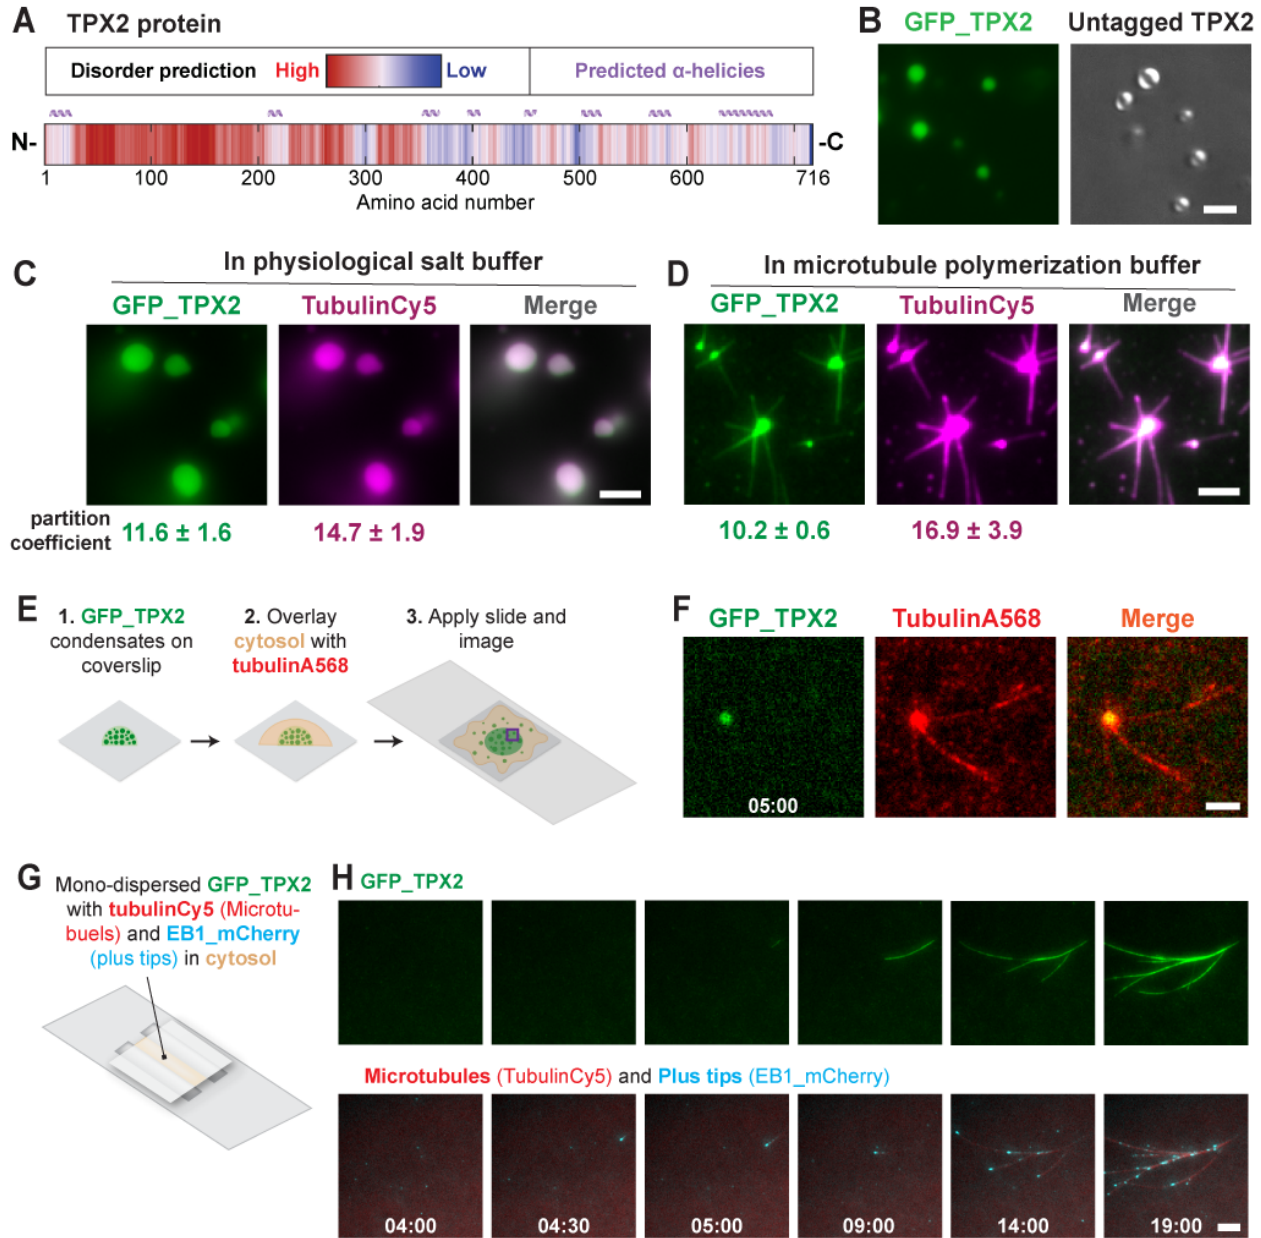 A TPX2 protein
Disorder prediction High Low Predicted α-helicies
N- -C
1 100 200 300 400 500 600 716
Amino acid number
B GFP_TPX2 Untagged TPX2
C In physiological salt buffer
GFP_TPX2 TubulinCy5 Merge
partition coefficient 11.6 ± 1.6 14.7 ± 1.9
D In microtubule polymerization buffer
GFP_TPX2 TubulinCy5 Merge
10.2 ± 0.6 16.9 ± 3.9
E
1. GFP_TPX2
condensates on
coverslip
2. Overlay
cytosol with
tubulinA568
3. Apply slide and
image
F GFP_TPX2 TubulinA568 Merge
05:00
G Mono-dispersed GFP_TPX2
with tubulinCy5 (Microtu-
buels) and EB1_mCherry
(plus tips) in cytosol
H GFP_TPX2
Microtubules (TubulinCy5) and Plus tips (EB1_mCherry)
04:00 04:30 05:00 09:00 14:00 19:00